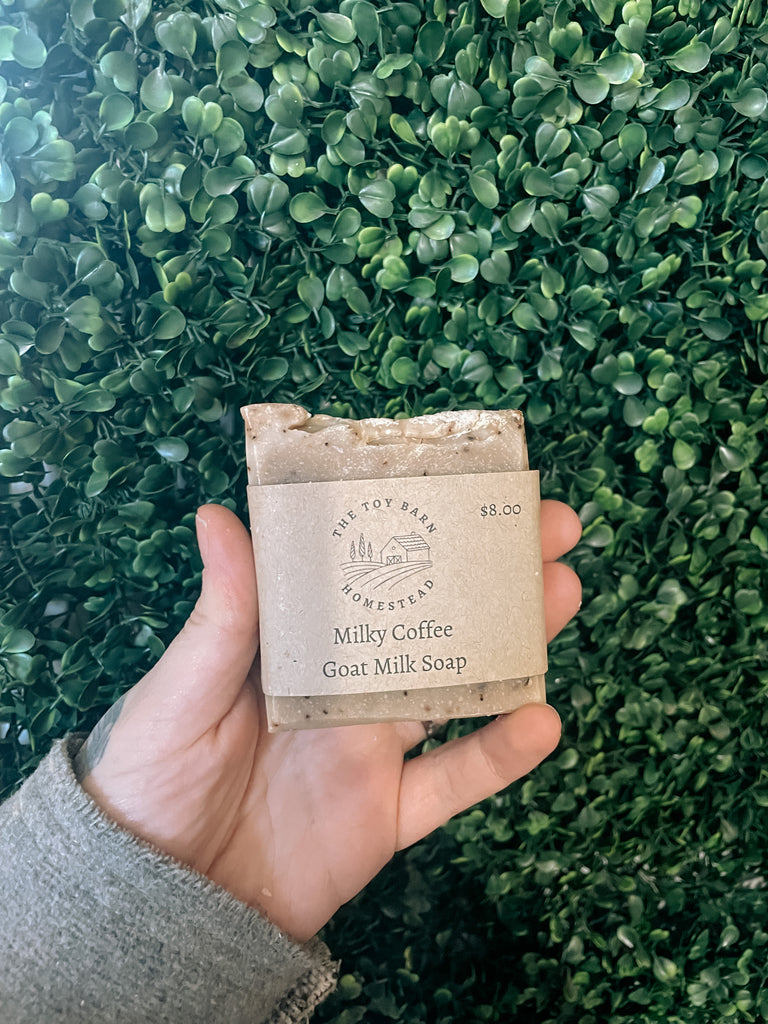 THE TOY BARN
HOMESTEAD
$8.00
Milky Coffee
Goat Milk Soap